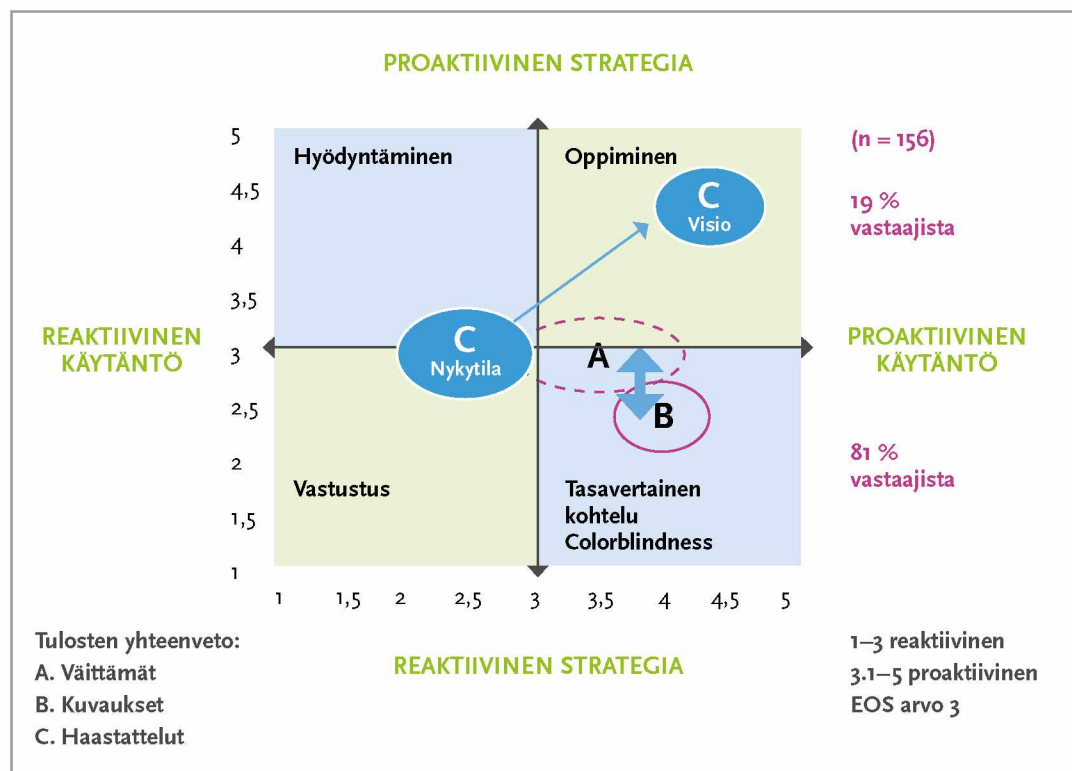 PROAKTIIVINEN STRATEGIA
5
4,5
4
3,5
3
2,5
2
1,5
1
Hyödyntäminen
Oppiminen
C
Visio
(n = 156)
19 %
vastaajista
REAKTIIVINEN
KÄYTÄNTÖ
C
Nykytila
A
B
PROAKTIIVINEN
KÄYTÄNTÖ
81 %
vastaajista
Vastustus
Tasavertainen
kohtelu
Colorblindness
1 1,5 2 2,5 3 3,5 4 4,5 5
REAKTIIVINEN STRATEGIA
Tulosten yhteenveto:
A. Väittämät
B. Kuvaukset
C. Haastattelut
1–3 reaktiivinen
3.1–5 proaktiivinen
EOS arvo 3